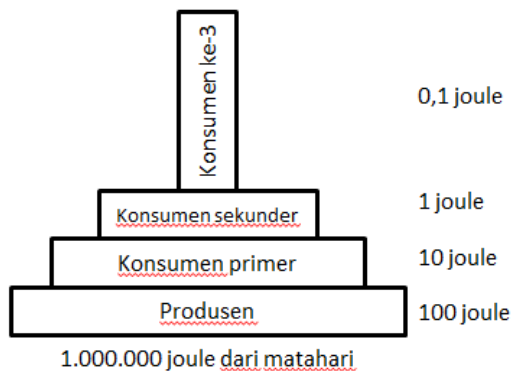 Konsumen ke-3
0,1 joule
Konsumen sekunder
1 joule
Konsumen primer
10 joule
Produsen
100 joule
1.000.000 joule dari matahari